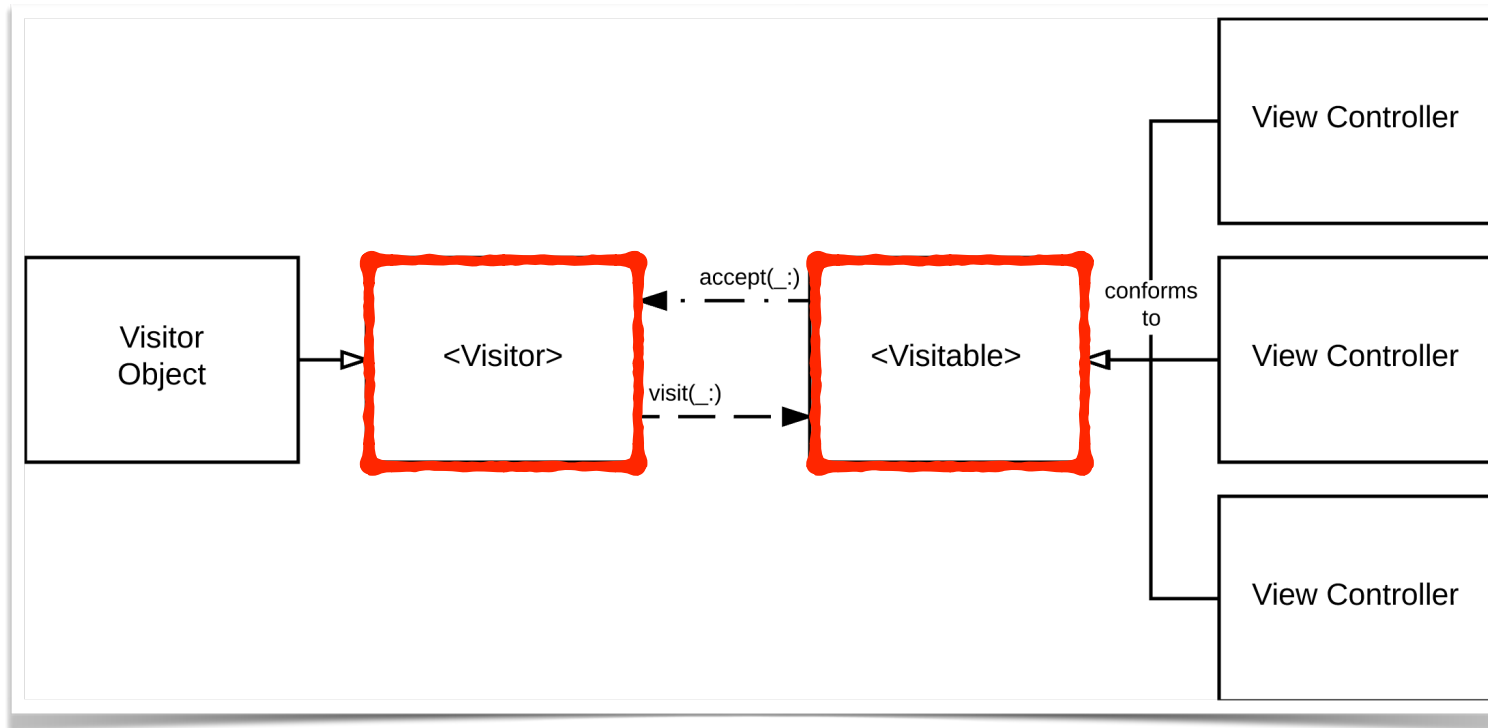 View Controller
Visitor
Object
<Visitor>
accept(_:)
visit(_:)
<Visitable>
conforms
to
View Controller
View Controller